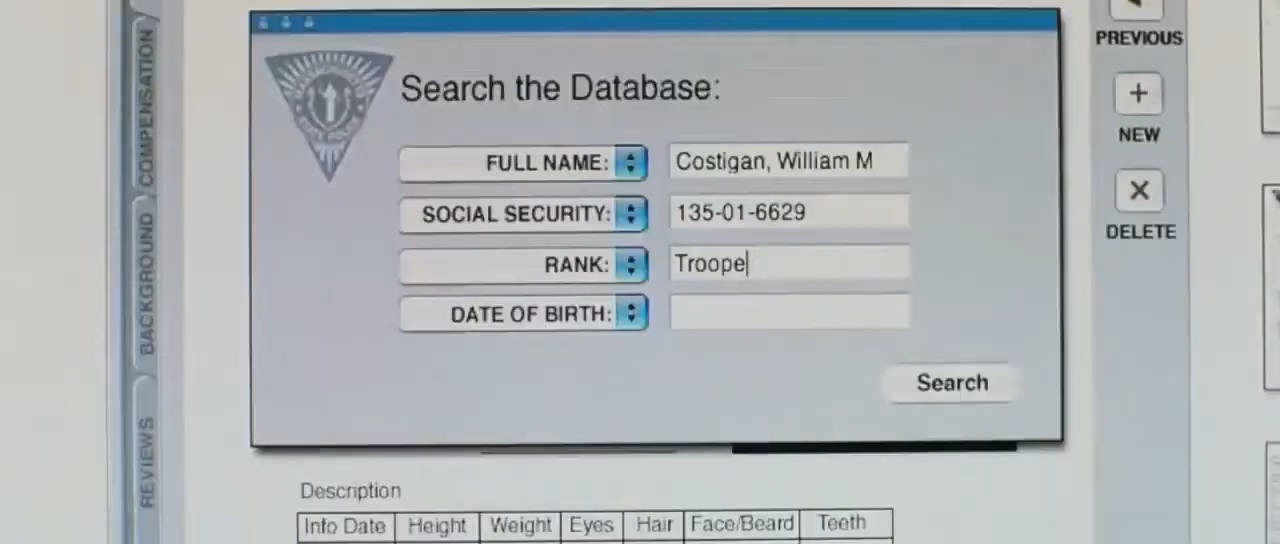 Search the Database:
FULL NAME: Costigan, William M
SOCIAL SECURITY: 135-01-6629
RANK: Troope
DATE OF BIRTH:
Search
COMPENSATION
BACKGROUND
REVIEWS
PREVIOUS
NEW
DELETE
Description
Info Date Height Weight Eyes Hair Face/Beard Teeth